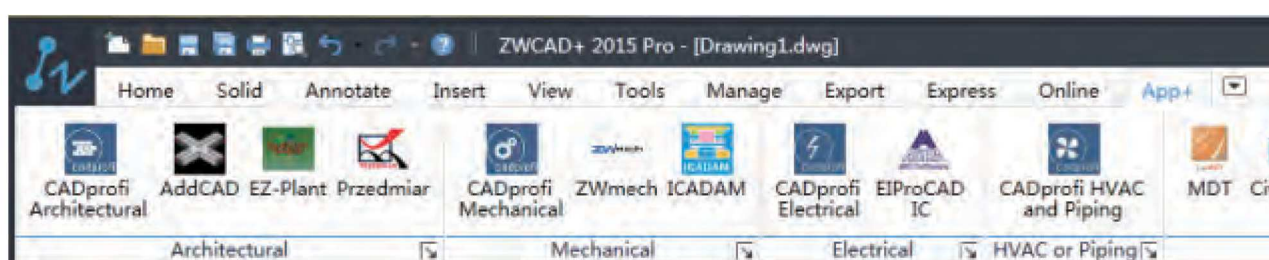 ZWCAD+ 2015 Pro - [Drawing1.dwg]
Home Solid Annotate Insert View Tools Manage Export Express Online App+
CADprofi Architectural AddCAD EZ-Plant Przedmiar CADprofi Mechanical ZWmech ICADAM CADprofi Electrical EIProCAD IC CADprofi HVAC and Piping MDT
Architectural Mechanical Electrical HVAC or Piping